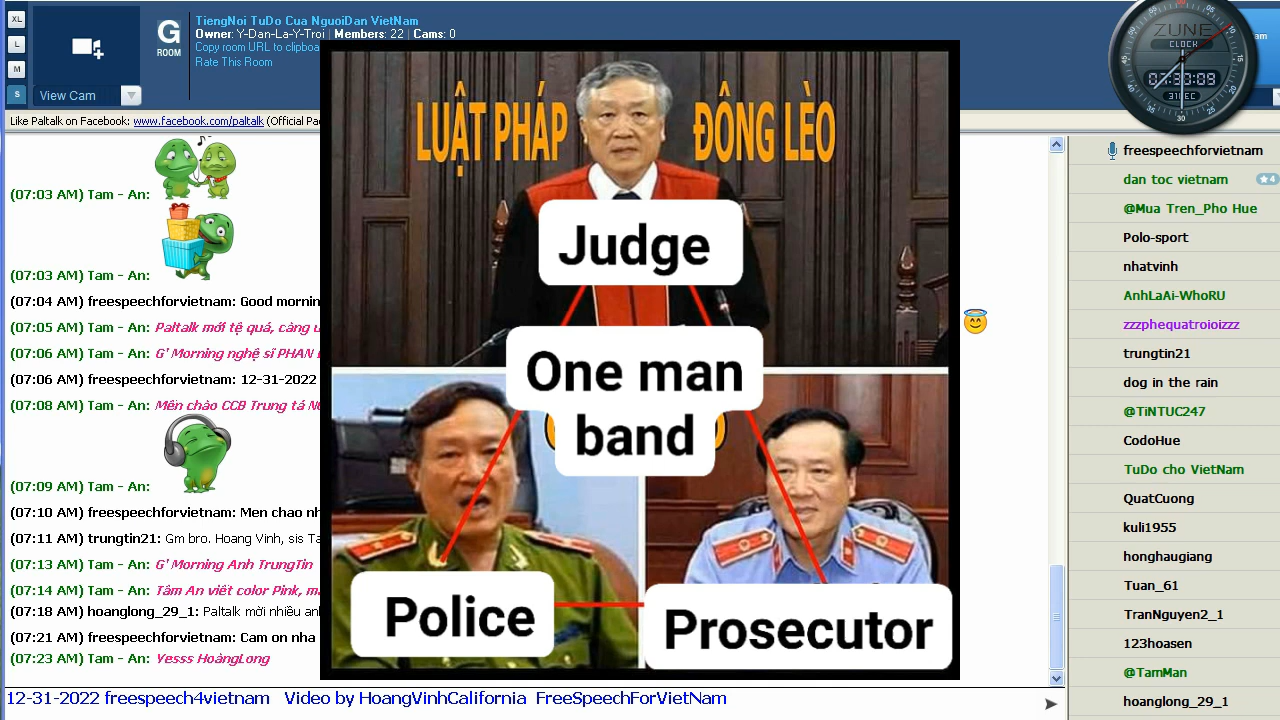 XL
L
M
S
View Cam
G
ROOM
TiengNoi TuDo Cua NguoiDan VietNam
Owner: Y-Dan-La-Y-Troi | Members: 22 | Cams: 0
Copy room URL to clipboa
Rate This Room
ZUNE
CLOCK
07:30:09
31DEC
Like Paltalk on Facebook: www.facebook.com/paltalk (Official Pa
(07:03 AM) Tam - An:
(07:03 AM) Tam - An:
(07:04 AM) freespeechforvietnam: Good mornin
(07:05 AM) Tam - An: Paltalk mới tệ quá, càng
(07:06 AM) Tam - An: G' Morning nghệ sĩ PHAN
(07:06 AM) freespeechforvietnam: 12-31-2022
(07:08 AM) Tam - An: Mến chào CCB Trung tá
(07:09 AM) Tam - An:
(07:10 AM) freespeechforvietnam: Men chao nh
(07:11 AM) trungtin21: Gm bro. Hoang Vinh, sis Ta
(07:13 AM) Tam - An: G' Morning Anh TrungTin
(07:14 AM) Tam - An: Tâm An viết color Pink, m
(07:18 AM) hoanglong_29_1: Paltalk mời nhiều anh
(07:21 AM) freespeechforvietnam: Cam on nha
(07:23 AM) Tam - An: Yesss HoàngLong
LUẬT PHÁP ĐÔNG LÈO
Judge
One man
band
Police
Prosecutor
freespeechforvietnam
dan toc vietnam
4
@Mua Tren_Pho Hue
Polo-sport
nhatvinh
AnhLaAi-WhoRU
zzzphequatroioizzz
trungtin21
dog in the rain
@TiNTUC247
CodoHue
TuDo cho VietNam
QuatCuong
kuli1955
honghaugiang
Tuan_61
TranNguyen2_1
123hoasen
@TamMan
hoanglong_29_1
12-31-2022 freespeech4vietnam Video by HoangVinhCalifornia FreeSpeechForVietNam